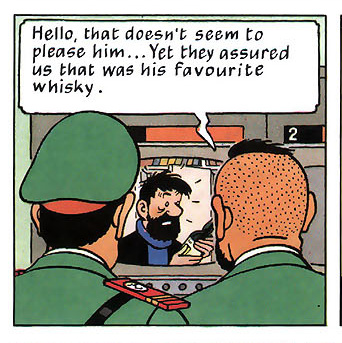 Hello, that doesn't seem to
please him...Yet they assured
us that was his favourite
whisky.
2